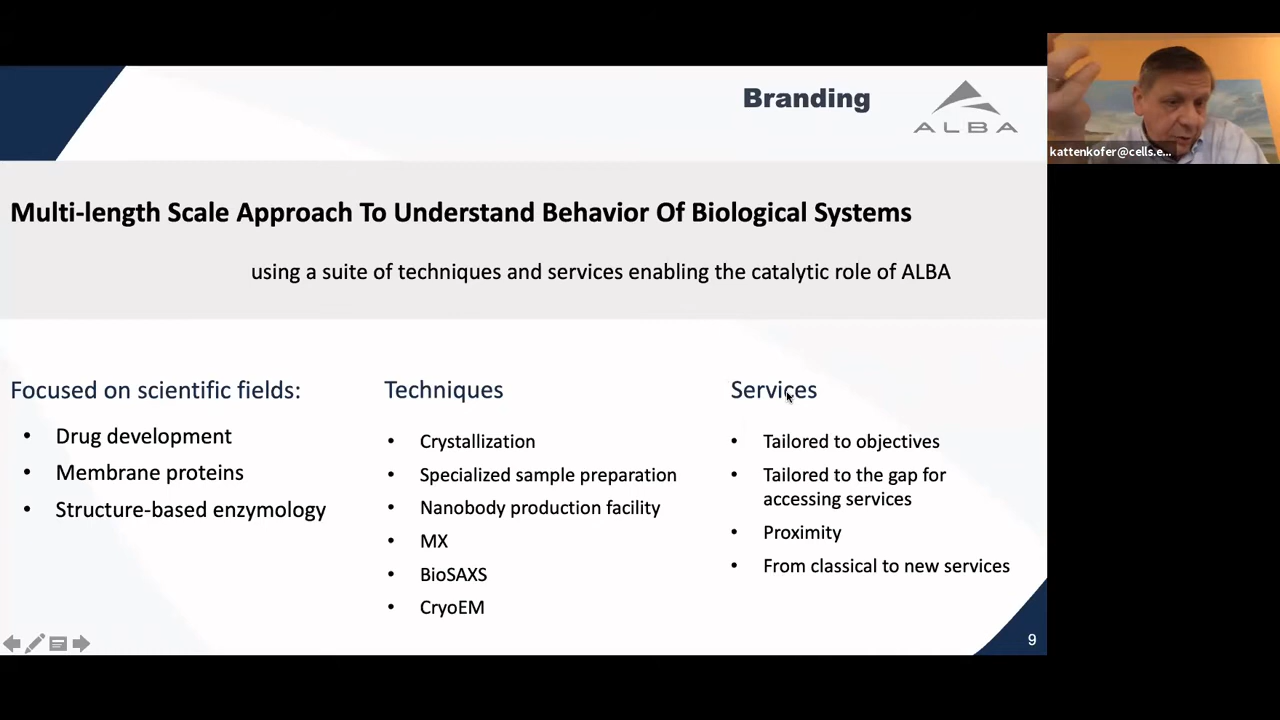 Branding
ALBA
kattenkofer@cells.e...
Multi-length Scale Approach To Understand Behavior Of Biological Systems
using a suite of techniques and services enabling the catalytic role of ALBA
Focused on scientific fields:
• Drug development
• Membrane proteins
• Structure-based enzymology
Techniques
• Crystallization
• Specialized sample preparation
• Nanobody production facility
• MX
• BioSAXS
• CryoEM
Services
• Tailored to objectives
• Tailored to the gap for
accessing services
• Proximity
• From classical to new services
9